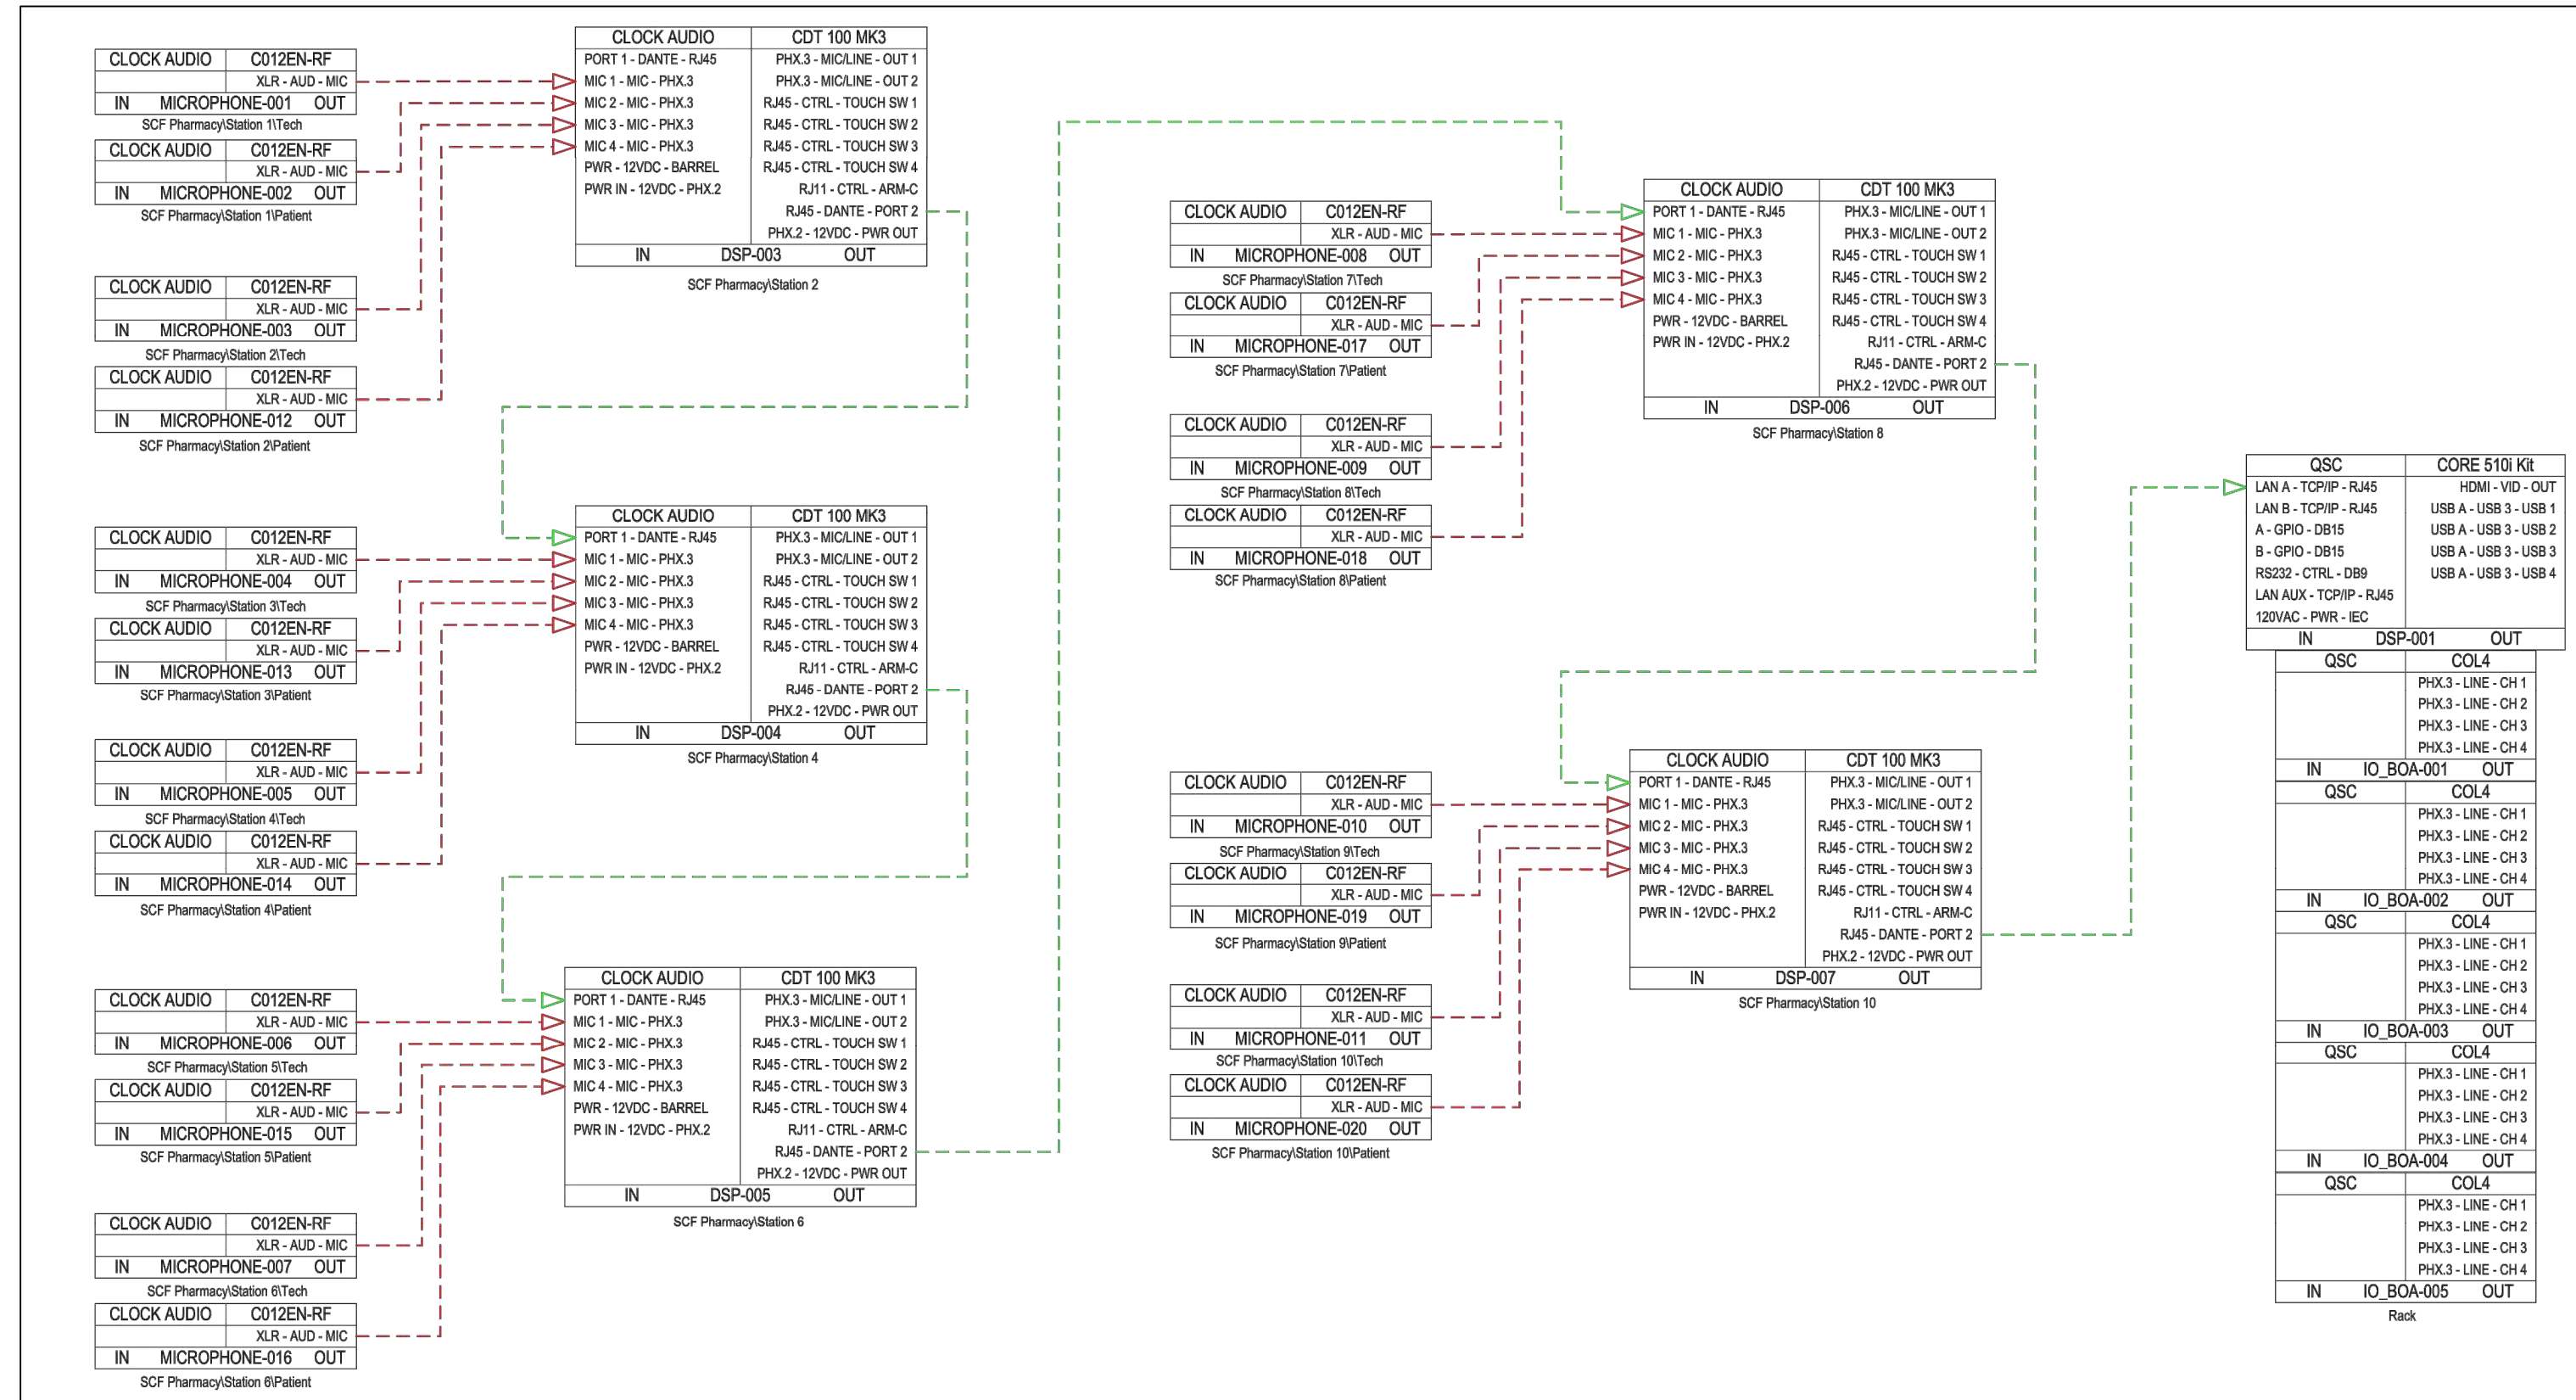 CLOCK AUDIO C012EN-RF
XLR - AUD - MIC
IN MICROPHONE-001 OUT
SCF Pharmacy\Station 1\Tech
CLOCK AUDIO C012EN-RF
XLR - AUD - MIC
IN MICROPHONE-002 OUT
SCF Pharmacy\Station 1\Patient
CLOCK AUDIO C012EN-RF
XLR - AUD - MIC
IN MICROPHONE-003 OUT
SCF Pharmacy\Station 2\Tech
CLOCK AUDIO C012EN-RF
XLR - AUD - MIC
IN MICROPHONE-012 OUT
SCF Pharmacy\Station 2\Patient
CLOCK AUDIO CDT 100 MK3
PORT 1 - DANTE - RJ45 PHX.3 - MIC/LINE - OUT 1
MIC 1 - MIC - PHX.3 PHX.3 - MIC/LINE - OUT 2
MIC 2 - MIC - PHX.3 RJ45 - CTRL - TOUCH SW 1
MIC 3 - MIC - PHX.3 RJ45 - CTRL - TOUCH SW 2
MIC 4 - MIC - PHX.3 RJ45 - CTRL - TOUCH SW 3
PWR - 12VDC - BARREL RJ45 - CTRL - TOUCH SW 4
PWR IN - 12VDC - PHX.2 RJ11 - CTRL - ARM-C
RJ45 - DANTE - PORT 2
PHX.2 - 12VDC - PWR OUT
IN DSP-003 OUT
SCF Pharmacy\Station 2
CLOCK AUDIO C012EN-RF
XLR - AUD - MIC
IN MICROPHONE-004 OUT
SCF Pharmacy\Station 3\Tech
CLOCK AUDIO C012EN-RF
XLR - AUD - MIC
IN MICROPHONE-013 OUT
SCF Pharmacy\Station 3\Patient
CLOCK AUDIO C012EN-RF
XLR - AUD - MIC
IN MICROPHONE-005 OUT
SCF Pharmacy\Station 4\Tech
CLOCK AUDIO C012EN-RF
XLR - AUD - MIC
IN MICROPHONE-014 OUT
SCF Pharmacy\Station 4\Patient
CLOCK AUDIO CDT 100 MK3
PORT 1 - DANTE - RJ45 PHX.3 - MIC/LINE - OUT 1
MIC 1 - MIC - PHX.3 PHX.3 - MIC/LINE - OUT 2
MIC 2 - MIC - PHX.3 RJ45 - CTRL - TOUCH SW 1
MIC 3 - MIC - PHX.3 RJ45 - CTRL - TOUCH SW 2
MIC 4 - MIC - PHX.3 RJ45 - CTRL - TOUCH SW 3
PWR - 12VDC - BARREL RJ45 - CTRL - TOUCH SW 4
PWR IN - 12VDC - PHX.2 RJ11 - CTRL - ARM-C
RJ45 - DANTE - PORT 2
PHX.2 - 12VDC - PWR OUT
IN DSP-004 OUT
SCF Pharmacy\Station 4
CLOCK AUDIO C012EN-RF
XLR - AUD - MIC
IN MICROPHONE-006 OUT
SCF Pharmacy\Station 5\Tech
CLOCK AUDIO C012EN-RF
XLR - AUD - MIC
IN MICROPHONE-015 OUT
SCF Pharmacy\Station 5\Patient
CLOCK AUDIO C012EN-RF
XLR - AUD - MIC
IN MICROPHONE-007 OUT
SCF Pharmacy\Station 6\Tech
CLOCK AUDIO C012EN-RF
XLR - AUD - MIC
IN MICROPHONE-016 OUT
SCF Pharmacy\Station 6\Patient
CLOCK AUDIO CDT 100 MK3
PORT 1 - DANTE - RJ45 PHX.3 - MIC/LINE - OUT 1
MIC 1 - MIC - PHX.3 PHX.3 - MIC/LINE - OUT 2
MIC 2 - MIC - PHX.3 RJ45 - CTRL - TOUCH SW 1
MIC 3 - MIC - PHX.3 RJ45 - CTRL - TOUCH SW 2
MIC 4 - MIC - PHX.3 RJ45 - CTRL - TOUCH SW 3
PWR - 12VDC - BARREL RJ45 - CTRL - TOUCH SW 4
PWR IN - 12VDC - PHX.2 RJ11 - CTRL - ARM-C
RJ45 - DANTE - PORT 2
PHX.2 - 12VDC - PWR OUT
IN DSP-005 OUT
SCF Pharmacy\Station 6
CLOCK AUDIO C012EN-RF
XLR - AUD - MIC
IN MICROPHONE-008 OUT
SCF Pharmacy\Station 7\Tech
CLOCK AUDIO C012EN-RF
XLR - AUD - MIC
IN MICROPHONE-017 OUT
SCF Pharmacy\Station 7\Patient
CLOCK AUDIO C012EN-RF
XLR - AUD - MIC
IN MICROPHONE-009 OUT
SCF Pharmacy\Station 8\Tech
CLOCK AUDIO C012EN-RF
XLR - AUD - MIC
IN MICROPHONE-018 OUT
SCF Pharmacy\Station 8\Patient
CLOCK AUDIO CDT 100 MK3
PORT 1 - DANTE - RJ45 PHX.3 - MIC/LINE - OUT 1
MIC 1 - MIC - PHX.3 PHX.3 - MIC/LINE - OUT 2
MIC 2 - MIC - PHX.3 RJ45 - CTRL - TOUCH SW 1
MIC 3 - MIC - PHX.3 RJ45 - CTRL - TOUCH SW 2
MIC 4 - MIC - PHX.3 RJ45 - CTRL - TOUCH SW 3
PWR - 12VDC - BARREL RJ45 - CTRL - TOUCH SW 4
PWR IN - 12VDC - PHX.2 RJ11 - CTRL - ARM-C
RJ45 - DANTE - PORT 2
PHX.2 - 12VDC - PWR OUT
IN DSP-006 OUT
SCF Pharmacy\Station 8
CLOCK AUDIO C012EN-RF
XLR - AUD - MIC
IN MICROPHONE-010 OUT
SCF Pharmacy\Station 9\Tech
CLOCK AUDIO C012EN-RF
XLR - AUD - MIC
IN MICROPHONE-019 OUT
SCF Pharmacy\Station 9\Patient
CLOCK AUDIO C012EN-RF
XLR - AUD - MIC
IN MICROPHONE-011 OUT
SCF Pharmacy\Station 10\Tech
CLOCK AUDIO C012EN-RF
XLR - AUD - MIC
IN MICROPHONE-020 OUT
SCF Pharmacy\Station 10\Patient
CLOCK AUDIO CDT 100 MK3
PORT 1 - DANTE - RJ45 PHX.3 - MIC/LINE - OUT 1
MIC 1 - MIC - PHX.3 PHX.3 - MIC/LINE - OUT 2
MIC 2 - MIC - PHX.3 RJ45 - CTRL - TOUCH SW 1
MIC 3 - MIC - PHX.3 RJ45 - CTRL - TOUCH SW 2
MIC 4 - MIC - PHX.3 RJ45 - CTRL - TOUCH SW 3
PWR - 12VDC - BARREL RJ45 - CTRL - TOUCH SW 4
PWR IN - 12VDC - PHX.2 RJ11 - CTRL - ARM-C
RJ45 - DANTE - PORT 2
PHX.2 - 12VDC - PWR OUT
IN DSP-007 OUT
SCF Pharmacy\Station 10
QSC CORE 510i Kit
LAN A - TCP/IP - RJ45 HDMI - VID - OUT
LAN B - TCP/IP - RJ45 USB A - USB 3 - USB 1
A - GPIO - DB15 USB A - USB 3 - USB 2
B - GPIO - DB15 USB A - USB 3 - USB 3
RS232 - CTRL - DB9 USB A - USB 3 - USB 4
LAN AUX - TCP/IP - RJ45
120VAC - PWR - IEC
IN DSP-001 OUT
QSC COL4
PHX.3 - LINE - CH 1
PHX.3 - LINE - CH 2
PHX.3 - LINE - CH 3
PHX.3 - LINE - CH 4
IN IO_BOA-001 OUT
QSC COL4
PHX.3 - LINE - CH 1
PHX.3 - LINE - CH 2
PHX.3 - LINE - CH 3
PHX.3 - LINE - CH 4
IN IO_BOA-002 OUT
QSC COL4
PHX.3 - LINE - CH 1
PHX.3 - LINE - CH 2
PHX.3 - LINE - CH 3
PHX.3 - LINE - CH 4
IN IO_BOA-003 OUT
QSC COL4
PHX.3 - LINE - CH 1
PHX.3 - LINE - CH 2
PHX.3 - LINE - CH 3
PHX.3 - LINE - CH 4
IN IO_BOA-004 OUT
QSC COL4
PHX.3 - LINE - CH 1
PHX.3 - LINE - CH 2
PHX.3 - LINE - CH 3
PHX.3 - LINE - CH 4
IN IO_BOA-005 OUT
Rack